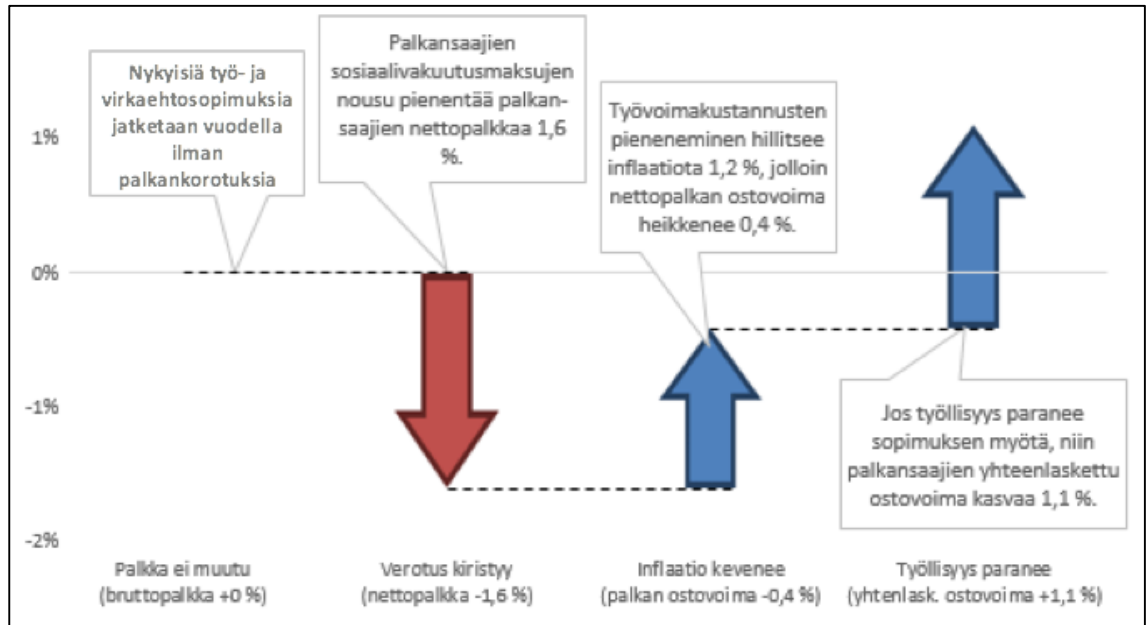 Nykyisiä työ- ja
virkaehtosopimuksia
jatketaan vuodella
ilman
palkankorotuksia
Palkansaajien
sosiaalivakuutusmaksujen
nousu pienentää palkan-
saajien nettopalkkaa 1,6
%.
Työvoimakustannusten
pieneneminen hillitsee
inflaatiota 1,2 %, jolloin
nettopalkan ostovoima
heikkenee 0,4 %.
Jos työllisyys paranee
sopimuksen myötä, niin
palkansaajien yhteenlaskettu
ostovoima kasvaa 1,1 %.
1%
0%
-1%
-2%
Palkka ei muutu
(bruttopalkka +0 %)
Verotus kiristyy
(nettopalkka -1,6 %)
Inflaatio kevenee
(palkan ostovoima -0,4 %)
Työllisyys paranee
(yhtenlask. ostovoima +1,1 %)